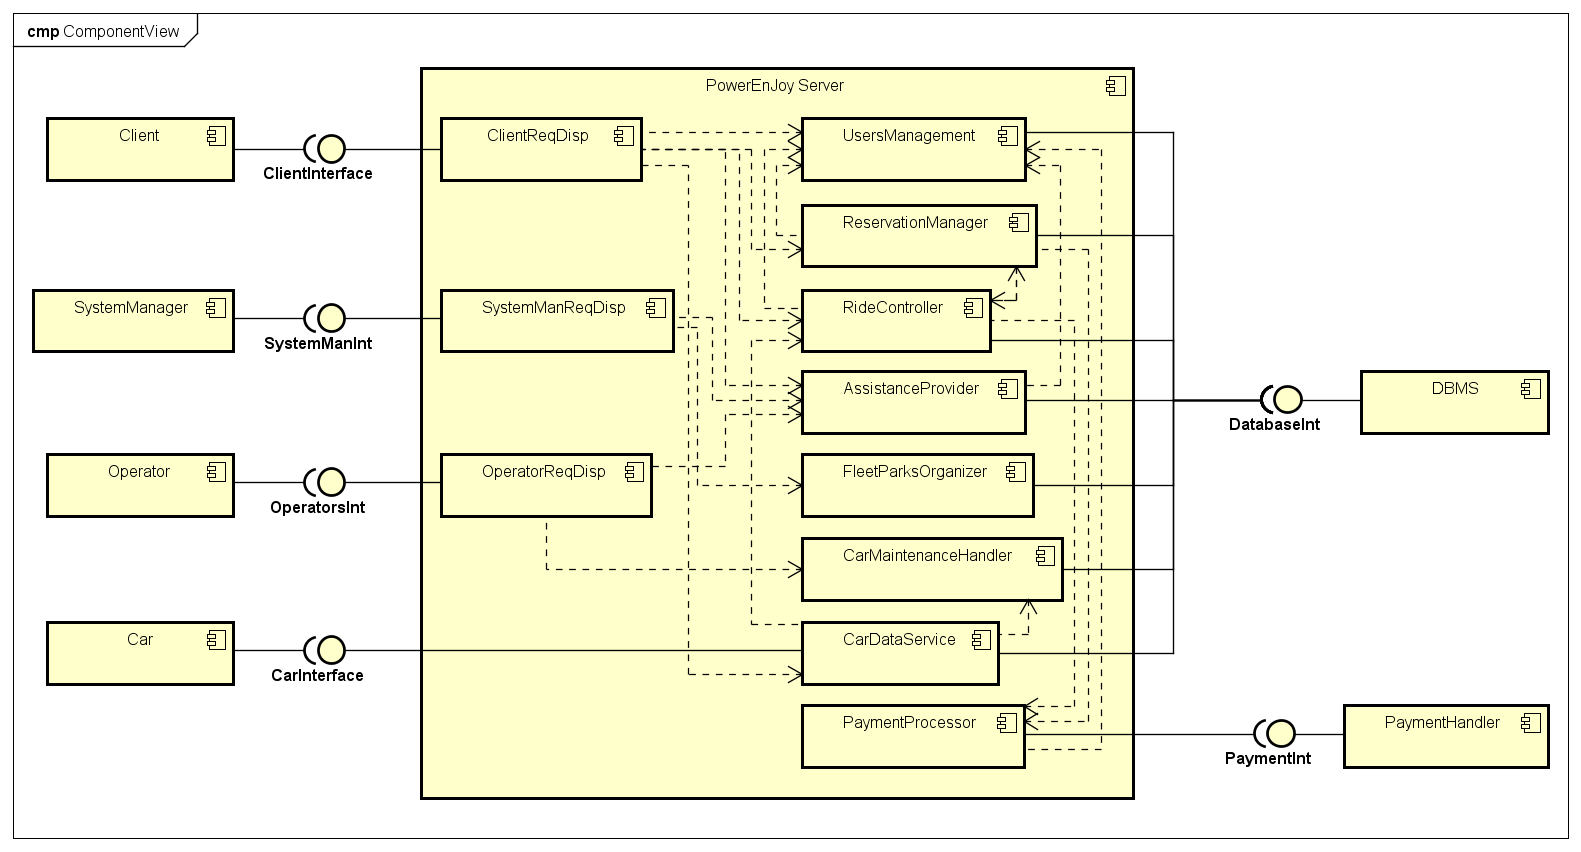 cmp ComponentView
PowerEnJoy Server
Client
ClientInterface
ClientReqDisp
UsersManagement
ReservationManager
SystemManager
SystemManInt
SystemManReqDisp
RideController
AssistanceProvider
DatabaseInt
DBMS
Operator
OperatorsInt
OperatorReqDisp
FleetParksOrganizer
CarMaintenanceHandler
Car
CarInterface
CarDataService
PaymentProcessor
PaymentInt
PaymentHandler